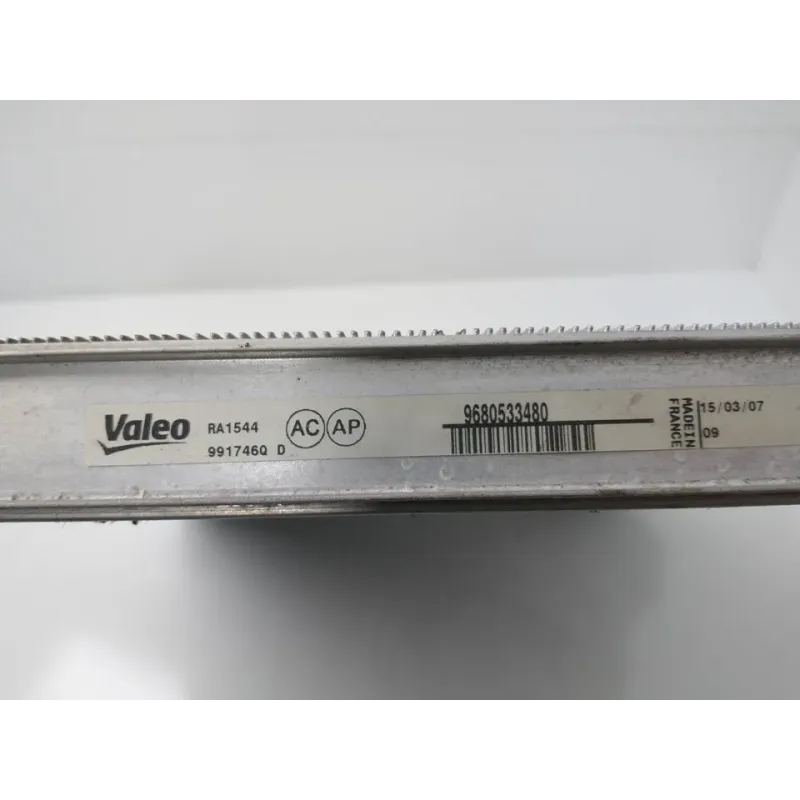 Valeo
RA1544
991746Q D
AC AP
9680533480
MADE IN
FRANCE
15/03/07
09